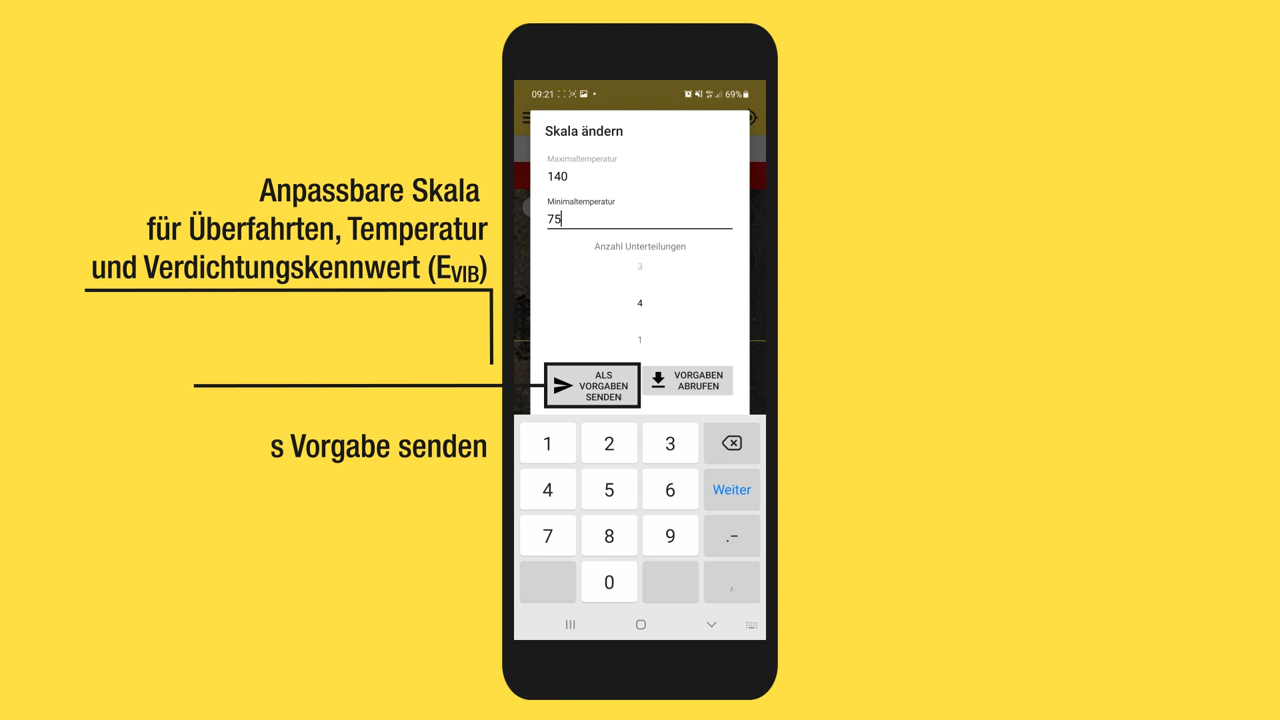 Anpassbare Skala
für Überfahrten, Temperatur
und Verdichtungskennwert (EVIB)
s Vorgabe senden
09:21
69%
Skala ändern
Maximaltemperatur
140
Minimaltemperatur
75
Anzahl Unterteilungen
3
4
1
ALS
VORGABEN
SENDEN
VORGABEN
ABRUFEN
1 2 3
4 5 6 Weiter
7 8 9 .-
0 ,